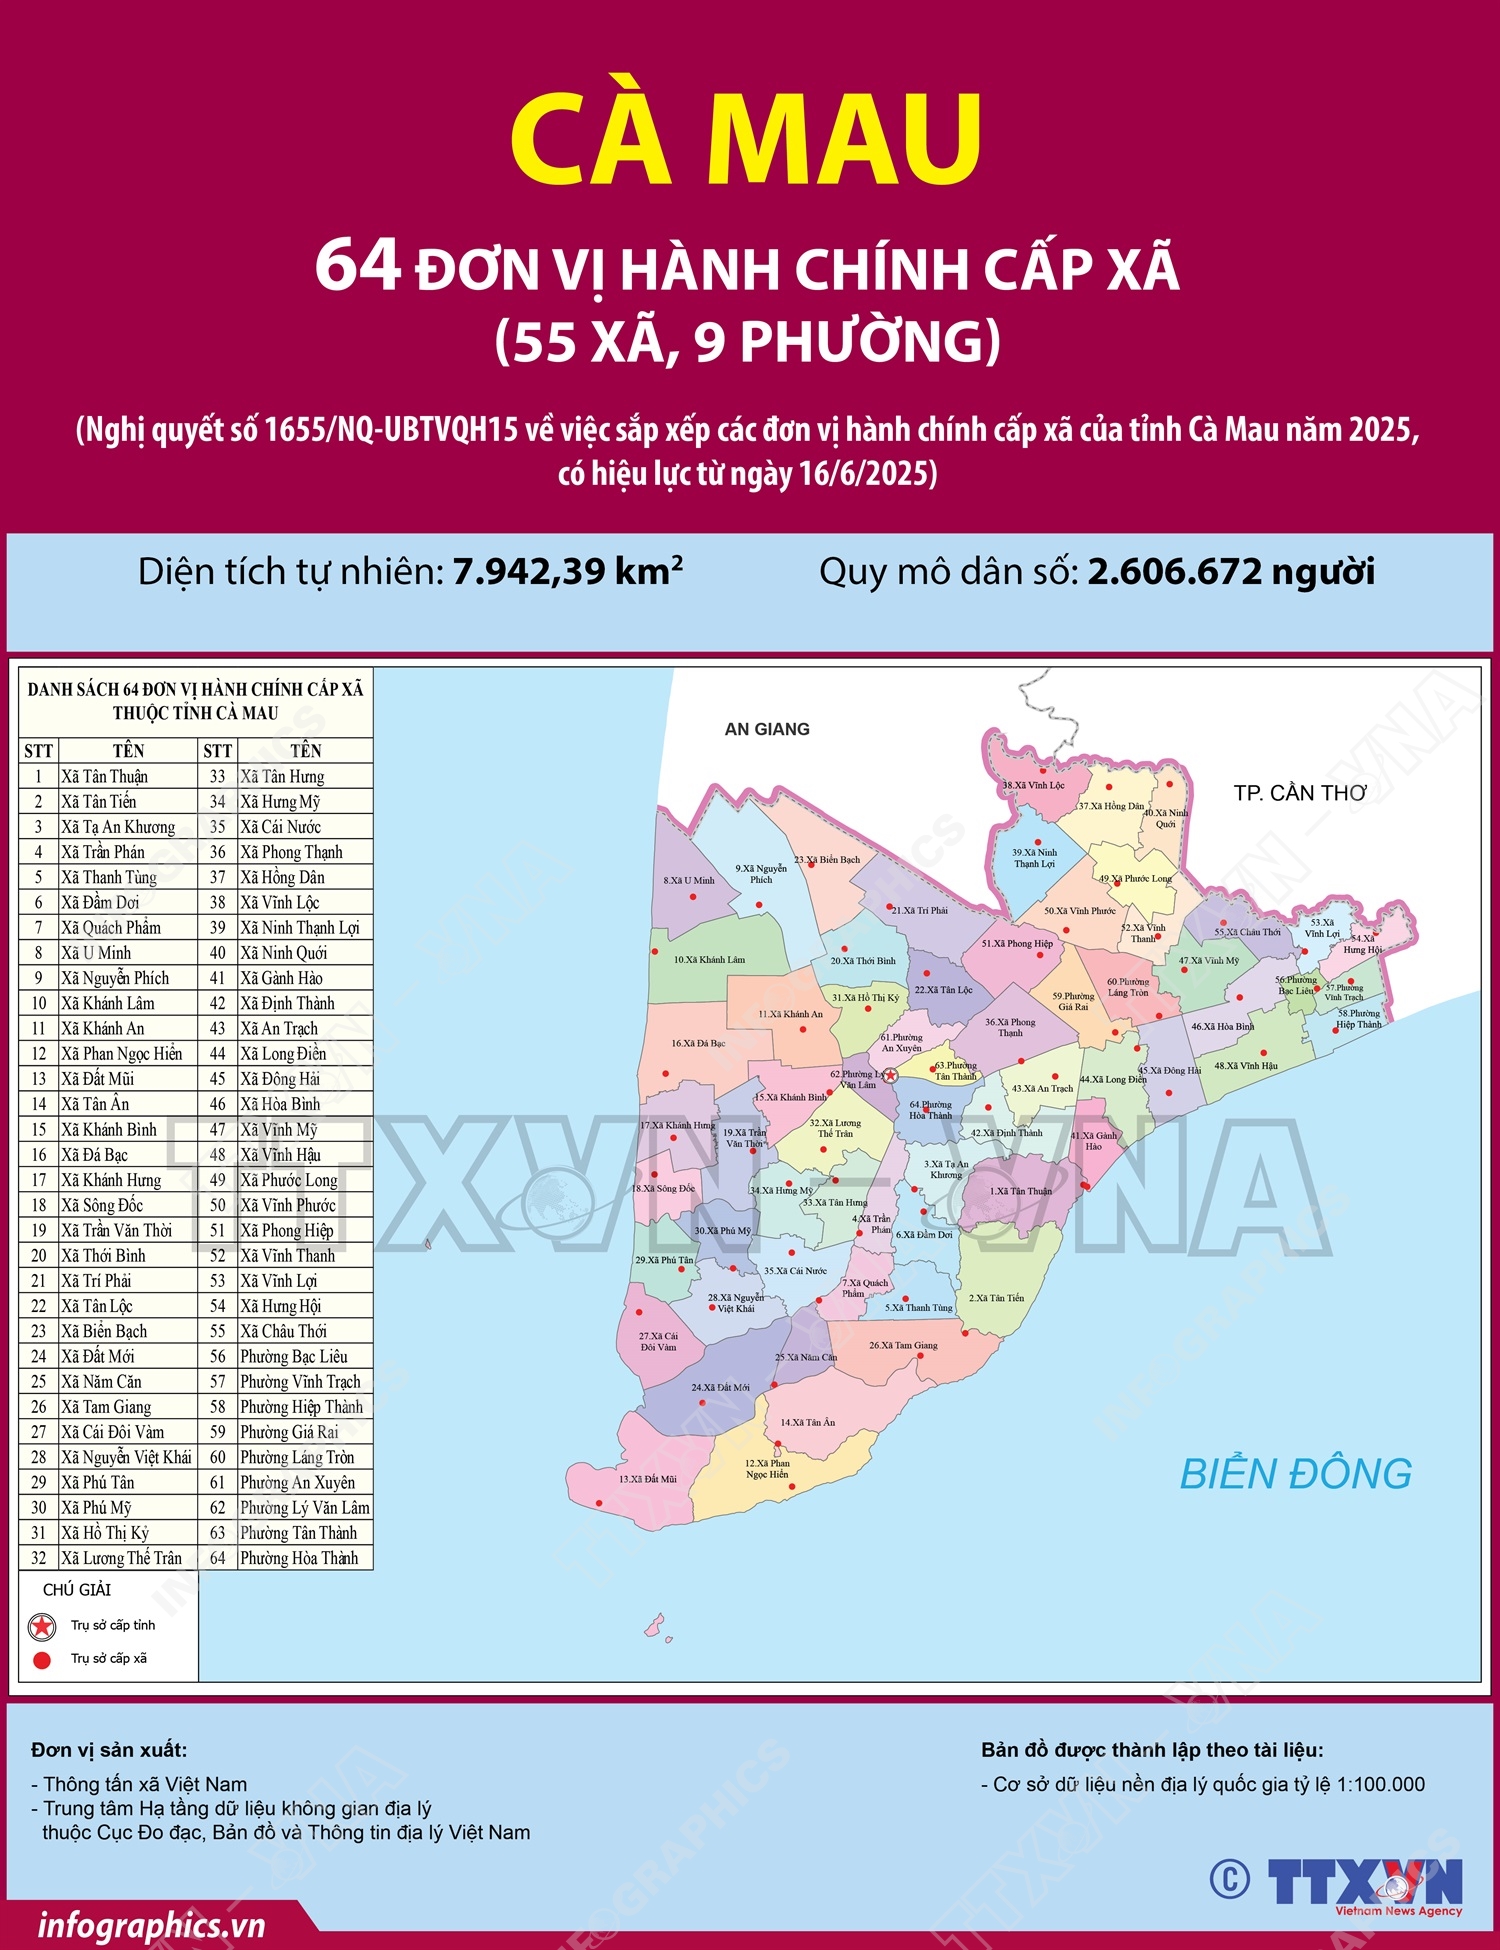 CÀ MAU
64 ĐƠN VỊ HÀNH CHÍNH CẤP XÃ
(55 XÃ, 9 PHƯỜNG)
(Nghị quyết số 1655/NQ-UBTVQH15 về việc sắp xếp các đơn vị hành chính cấp xã của tỉnh Cà Mau năm 2025,
có hiệu lực từ ngày 16/6/2025)
Diện tích tự nhiên: 7.942,39 km²
Quy mô dân số: 2.606.672 người
DANH SÁCH 64 ĐƠN VỊ HÀNH CHÍNH CẤP XÃ
THUỘC TỈNH CÀ MAU
STT TÊN STT TÊN
1 Xã Tân Thuận 33 Xã Tân Hưng
2 Xã Tân Tiến 34 Xã Hưng Mỹ
3 Xã Tạ An Khương 35 Xã Cái Nước
4 Xã Trần Phán 36 Xã Phong Thạnh
5 Xã Thanh Tùng 37 Xã Hồng Dân
6 Xã Đầm Dơi 38 Xã Vĩnh Lộc
7 Xã Quách Phẩm 39 Xã Ninh Thạnh Lợi
8 Xã U Minh 40 Xã Ninh Quới
9 Xã Nguyễn Phích 41 Xã Gành Hào
10 Xã Khánh Lâm 42 Xã Định Thành
11 Xã Khánh An 43 Xã An Trạch
12 Xã Phan Ngọc Hiển 44 Xã Long Điền
13 Xã Đất Mũi 45 Xã Đông Hải
14 Xã Tân Ân 46 Xã Hòa Bình
15 Xã Khánh Bình 47 Xã Vĩnh Mỹ
16 Xã Đá Bạc 48 Xã Vĩnh Hậu
17 Xã Khánh Hưng 49 Xã Phước Long
18 Xã Sông Đốc 50 Xã Vĩnh Phước
19 Xã Trần Văn Thời 51 Xã Phong Hiệp
20 Xã Thới Bình 52 Xã Vĩnh Thanh
21 Xã Trí Phải 53 Xã Vĩnh Lợi
22 Xã Tân Lộc 54 Xã Hưng Hội
23 Xã Biển Bạch 55 Xã Châu Thới
24 Xã Đất Mới 56 Phường Bạc Liêu
25 Xã Năm Căn 57 Phường Vĩnh Trạch
26 Xã Tam Giang 58 Phường Hiệp Thành
27 Xã Cái Đôi Vàm 59 Phường Giá Rai
28 Xã Nguyễn Việt Khái 60 Phường Láng Tròn
29 Xã Phú Tân 61 Phường An Xuyên
30 Xã Phú Mỹ 62 Phường Lý Văn Lâm
31 Xã Hồ Thị Kỷ 63 Phường Tân Thành
32 Xã Lương Thế Trân 64 Phường Hòa Thành
CHÚ GIẢI
Trụ sở cấp tỉnh
Trụ sở cấp xã
AN GIANG
TP. CẦN THƠ
BIỂN ĐÔNG
38.Xã Vĩnh Lộc
37.Xã Hồng Dân
40.Xã Ninh
Quới
39.Xã Ninh
Thạnh Lợi
49.Xã Phước Long
23.Xã Biển Bạch
9.Xã Nguyễn
Phích
8.Xã U Minh
21.Xã Trí Phải
50.Xã Vĩnh Phước
52.Xã Vĩnh
Thanh
55.Xã Châu Thới
53.Xã
Vĩnh Lợi
54.Xã
Hưng Hội
51.Xã Phong Hiệp
10.Xã Khánh Lâm
20.Xã Thới Bình
47.Xã Vĩnh Mỹ
56.Phường
Bạc Liêu
57.Phường
Vĩnh Trạch
22.Xã Tân Lộc
60.Phường
Láng Tròn
59.Phường
Giá Rai
31.Xã Hồ Thị Kỷ
11.Xã Khánh An
36.Xã Phong
Thạnh
46.Xã Hòa Bình
58.Phường
Hiệp Thành
16.Xã Đá Bạc
61.Phường
An Xuyên
62.Phường Lý
Văn Lâm
63.Phường
Tân Thành
48.Xã Vĩnh Hậu
45.Xã Đông Hải
44.Xã Long Điền
43.Xã An Trạch
15.Xã Khánh Bình
64.Phường
Hòa Thành
17.Xã Khánh Hưng
19.Xã Trần
Văn Thời
32.Xã Lương
Thế Trân
42.Xã Định Thành
41.Xã Gành
Hào
3.Xã Tạ An
Khương
18.Xã Sông Đốc
34.Xã Hưng Mỹ
33.Xã Tân Hưng
1.Xã Tân Thuận
4.Xã Trần
Phán
30.Xã Phú Mỹ
6.Xã Đầm Dơi
29.Xã Phú Tân
35.Xã Cái Nước
7.Xã Quách
Phẩm
28.Xã Nguyễn
Việt Khái
5.Xã Thanh Tùng
2.Xã Tân Tiến
27.Xã Cái
Đôi Vàm
26.Xã Tam Giang
25.Xã Năm Căn
24.Xã Đất Mới
14.Xã Tân Ân
12.Xã Phan
Ngọc Hiển
13.Xã Đất Mũi
TTXVN - VNA
Đơn vị sản xuất:
- Thông tấn xã Việt Nam
- Trung tâm Hạ tầng dữ liệu không gian địa lý
thuộc Cục Đo đạc, Bản đồ và Thông tin địa lý Việt Nam
Bản đồ được thành lập theo tài liệu:
- Cơ sở dữ liệu nền địa lý quốc gia tỷ lệ 1:100.000
© TTXVN
Vietnam News Agency
infographics.vn